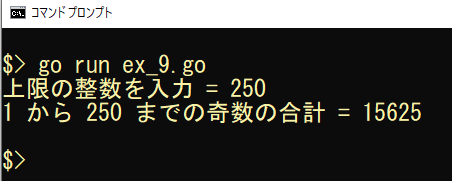 コマンドプロンプト
$> go run ex_9.go
上限の整数を入力 = 250
1 から 250 までの奇数の合計 = 15625
$>